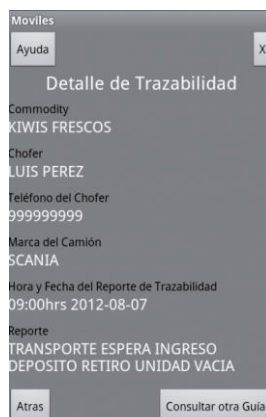 Moviles
Ayuda
X
Detalle de Trazabilidad
Commodity
KIWIS FRESCOS
Chofer
LUIS PEREZ
Teléfono del Chofer
999999999
Marca del Camión
SCANIA
Hora y Fecha del Reporte de Trazabilidad
09:00hrs 2012-08-07
Reporte
TRANSPORTE ESPERA INGRESO
DEPOSITO RETIRO UNIDAD VACIA
Atras
Consultar otra Guía